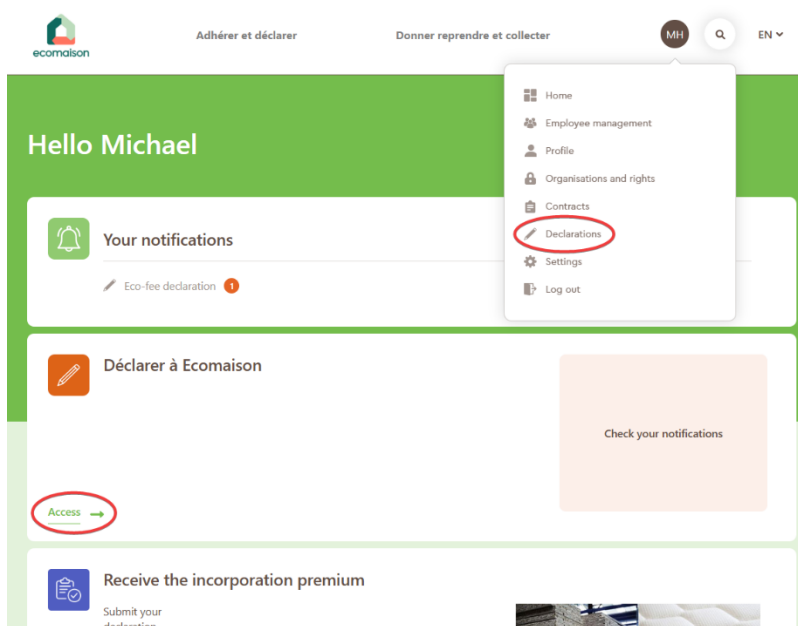 ecomaison
Adhérer et déclarer
Donner reprendre et collecter
MH
EN
Home
Employee management
Profile
Organisations and rights
Contracts
Declarations
Settings
Log out
Hello Michael
Your notifications
Eco-fee declaration 1
Déclarer à Ecomaison
Check your notifications
Access →
Receive the incorporation premium
Submit your
declaration